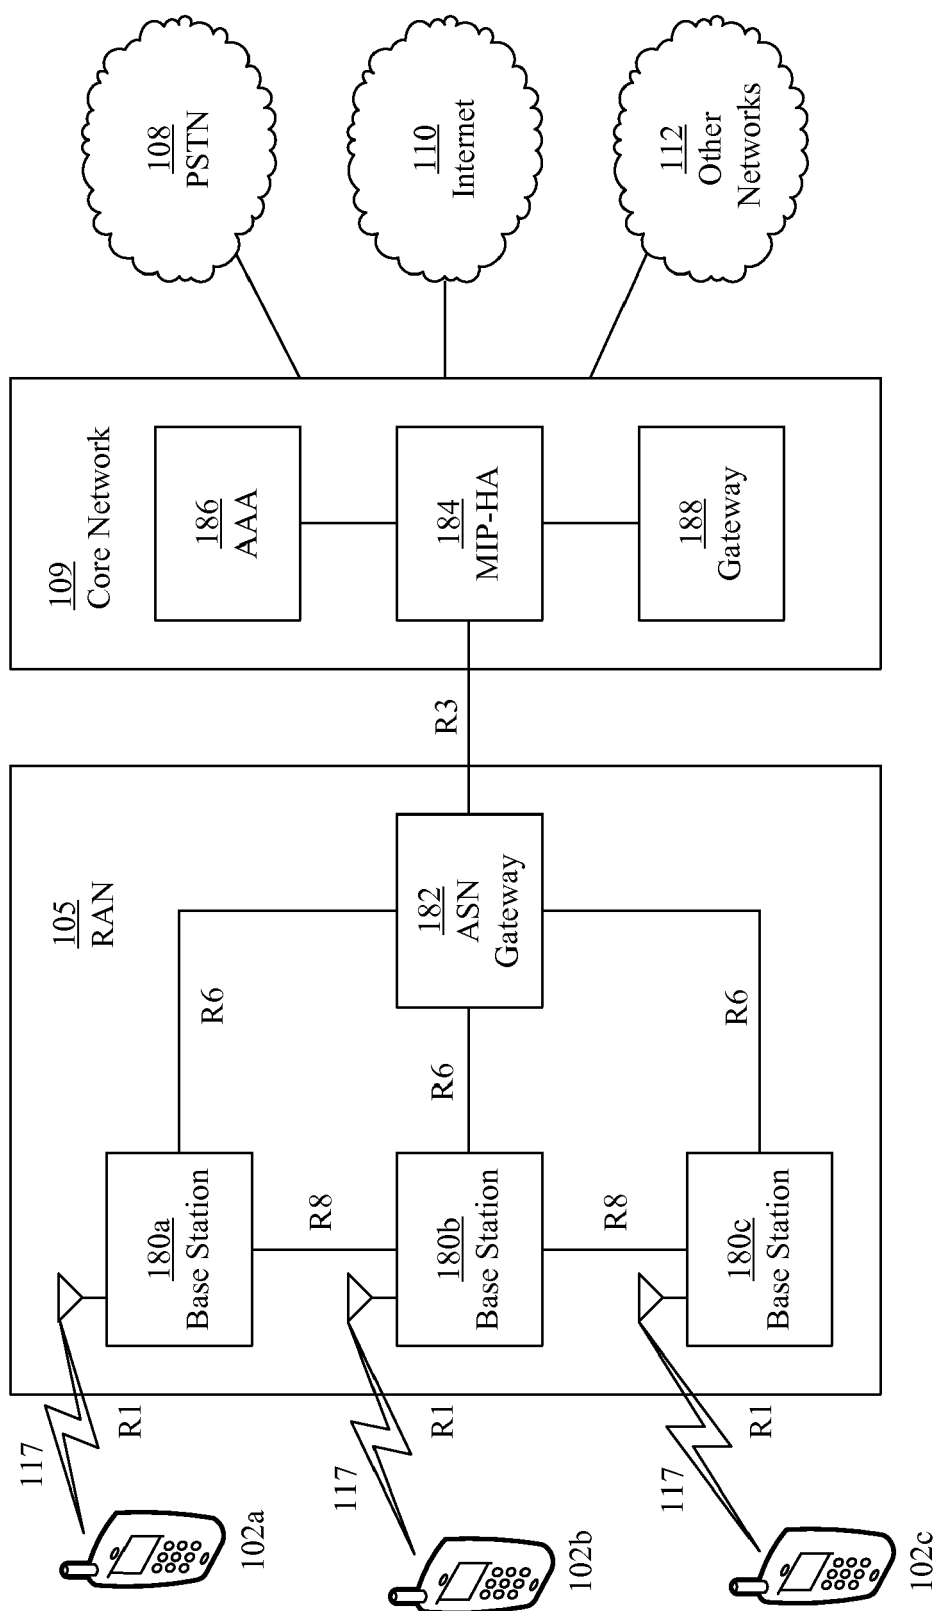 117
102a
R1
180a
Base Station
R8
117
102b
R1
180b
Base Station
R8
117
102c
R1
180c
Base Station
105
RAN
R6
R6
R6
182
ASN
Gateway
R3
109
Core Network
186
AAA
184
MIP-HA
188
Gateway
108
PSTN
110
Internet
112
Other
Networks